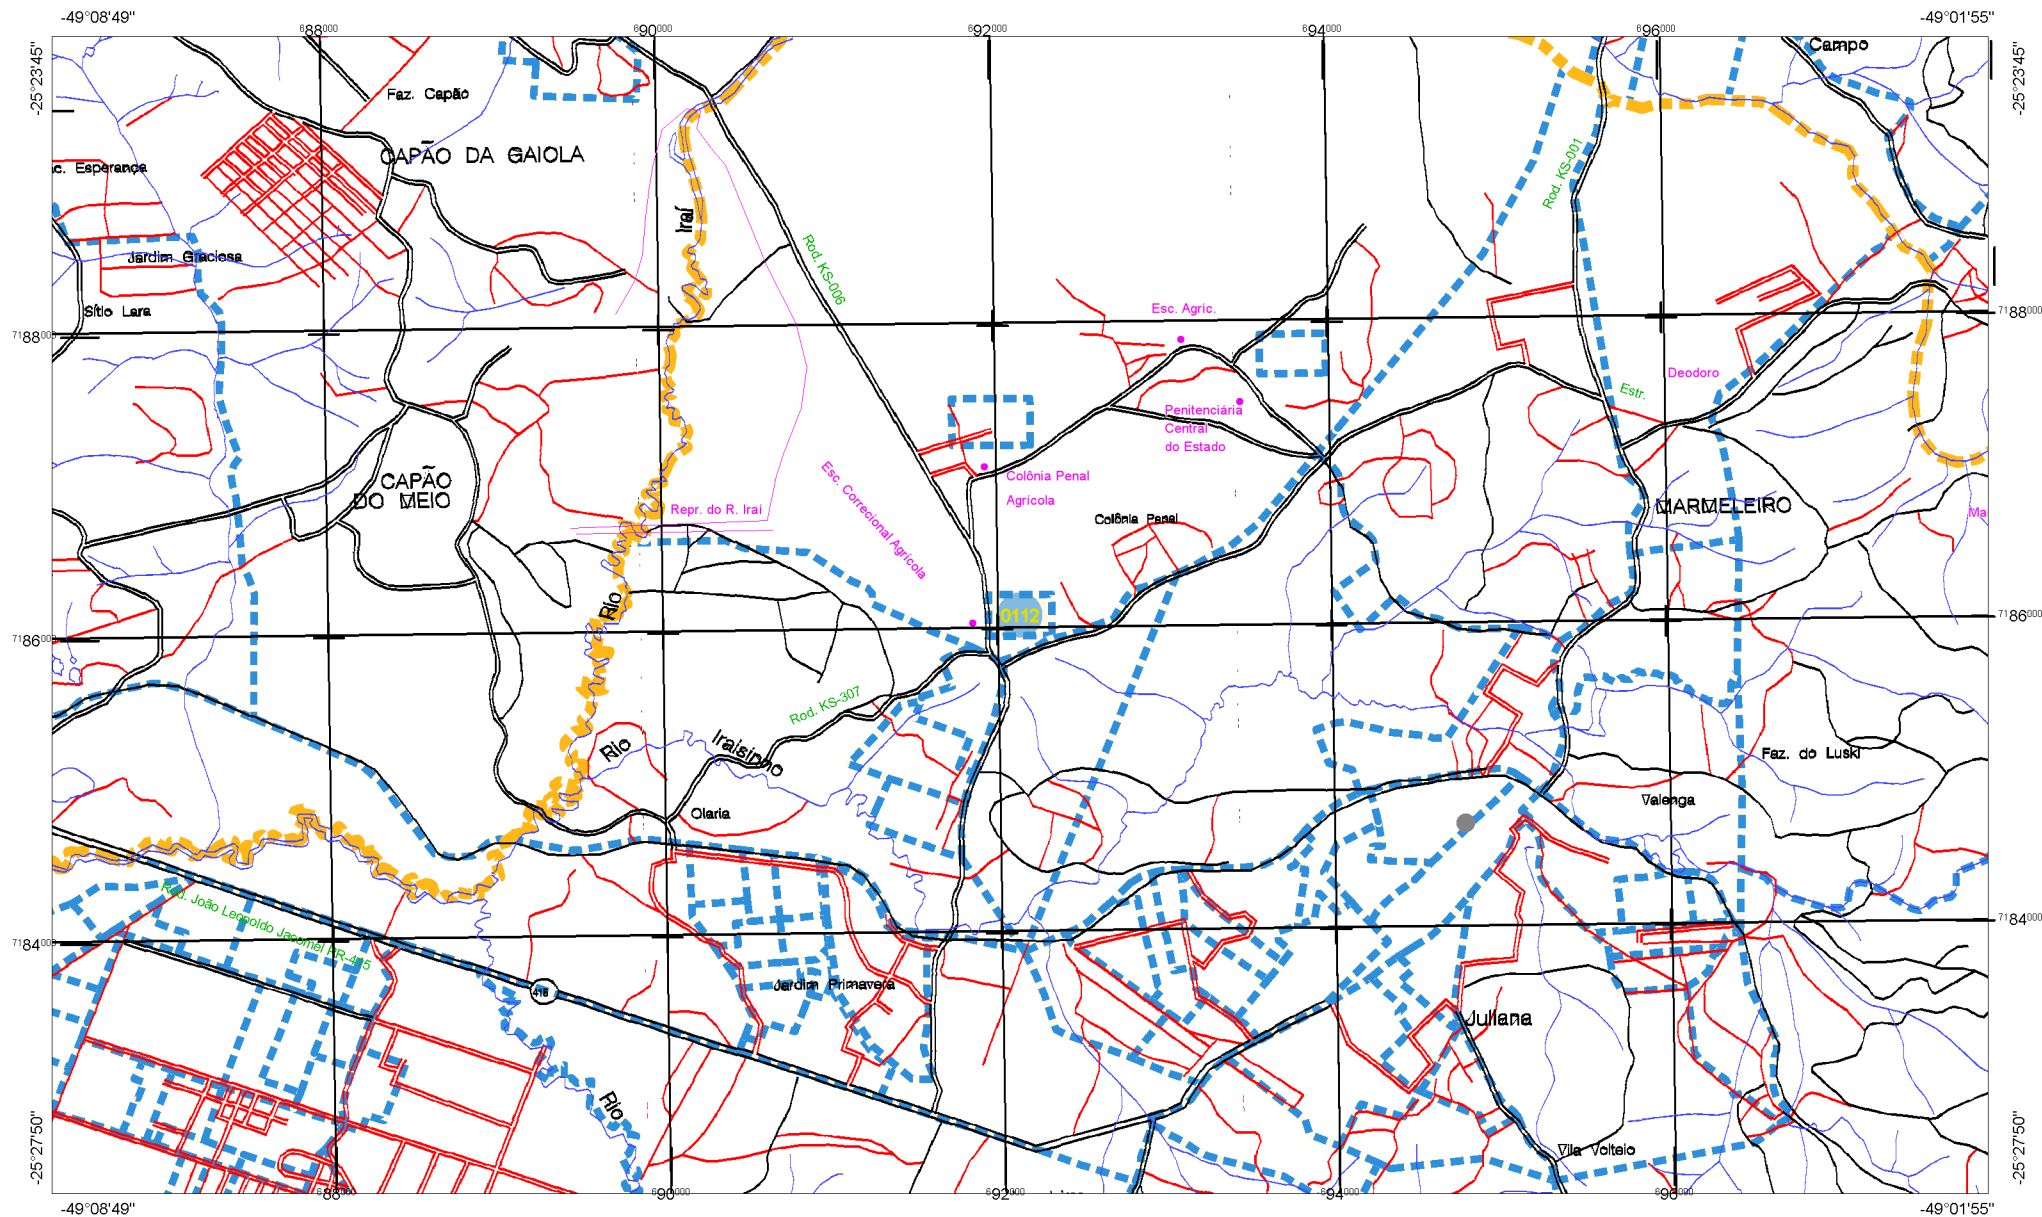 -49°08'49"
-49°01'55"
688000
690000
692000
694000
696000
-25°23'45"
-25°23'45"
Campo
Faz. Capão
CAPÃO DA GAIOLA
c. Esperança
Rod. KS-001
Iraí
Jardim Graciosa
Rod. KS-006
Sítio Lara
Esc. Agríc.
7188000
7188000
Deodoro
Estr.
Penitenciária
Central
do Estado
CAPÃO
DO MEIO
Colônia Penal
Agrícola
Esc. Correcional Agrícola
Repr. do R. Iraí
Colônia Penal
MARMELEIRO
Ma
Rio
0112
7186000
7186000
Rod. KS-307
Rio
Iraisinho
Faz. do Luski
Olaria
Valenga
Rod. João Leopoldo Jacomel PR-415
7184000
7184000
Jardim Primavera
415
Juliana
Rio
Vila Volteio
-25°27'50"
-25°27'50"
688000
690000
692000
694000
696000
-49°08'49"
-49°01'55"